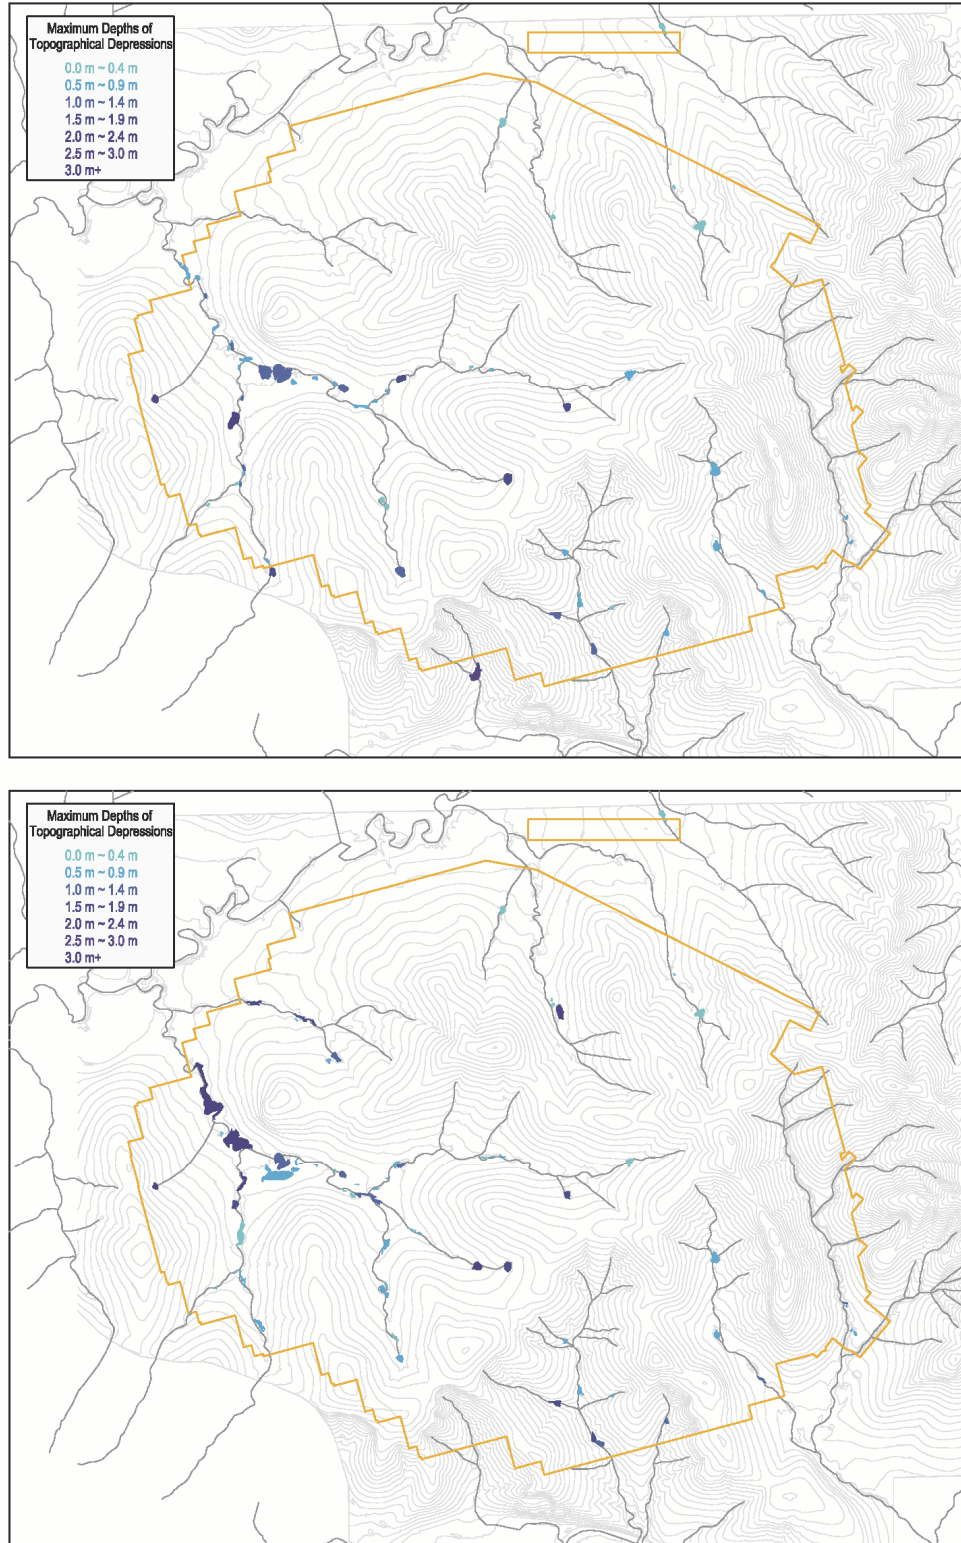 Maximum Depths of
Topographical Depressions
0.0 m ~ 0.4 m
0.5 m ~ 0.9 m
1.0 m ~ 1.4 m
1.5 m ~ 1.9 m
2.0 m ~ 2.4 m
2.5 m ~ 3.0 m
3.0 m+
Maximum Depths of
Topographical Depressions
0.0 m ~ 0.4 m
0.5 m ~ 0.9 m
1.0 m ~ 1.4 m
1.5 m ~ 1.9 m
2.0 m ~ 2.4 m
2.5 m ~ 3.0 m
3.0 m+